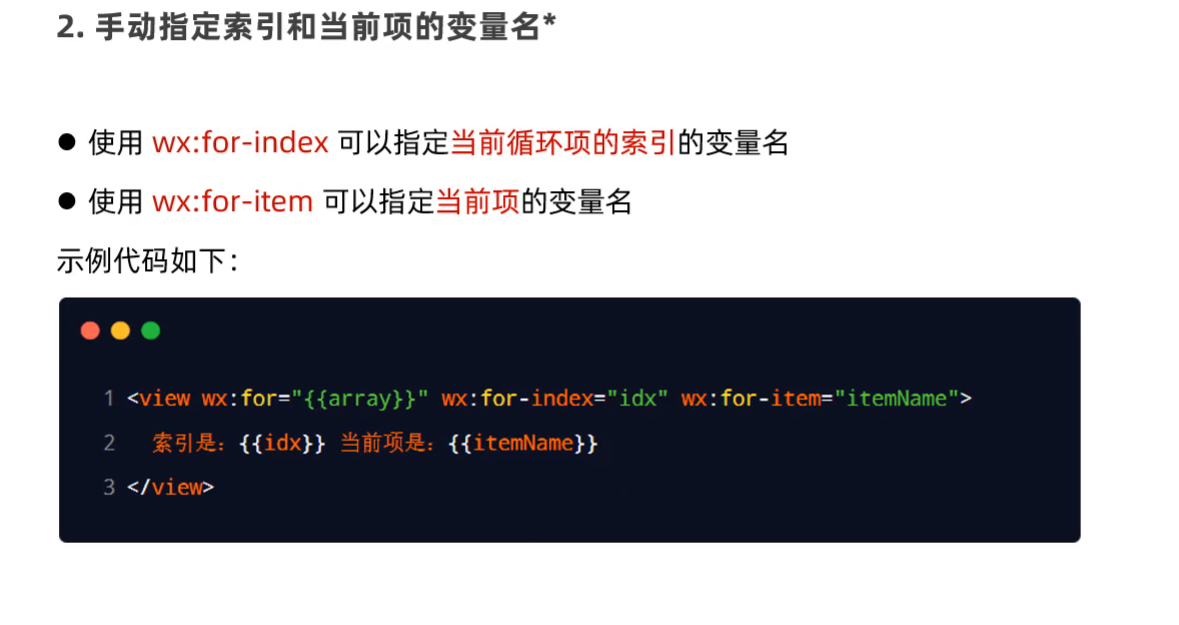 2. 手动指定索引和当前项的变量名*
● 使用 wx:for-index 可以指定当前循环项的索引的变量名
● 使用 wx:for-item 可以指定当前项的变量名
示例代码如下：
1 <view wx:for="{{array}}" wx:for-index="idx" wx:for-item="itemName">
2   索引是：{{idx}} 当前项是：{{itemName}}
3 </view>